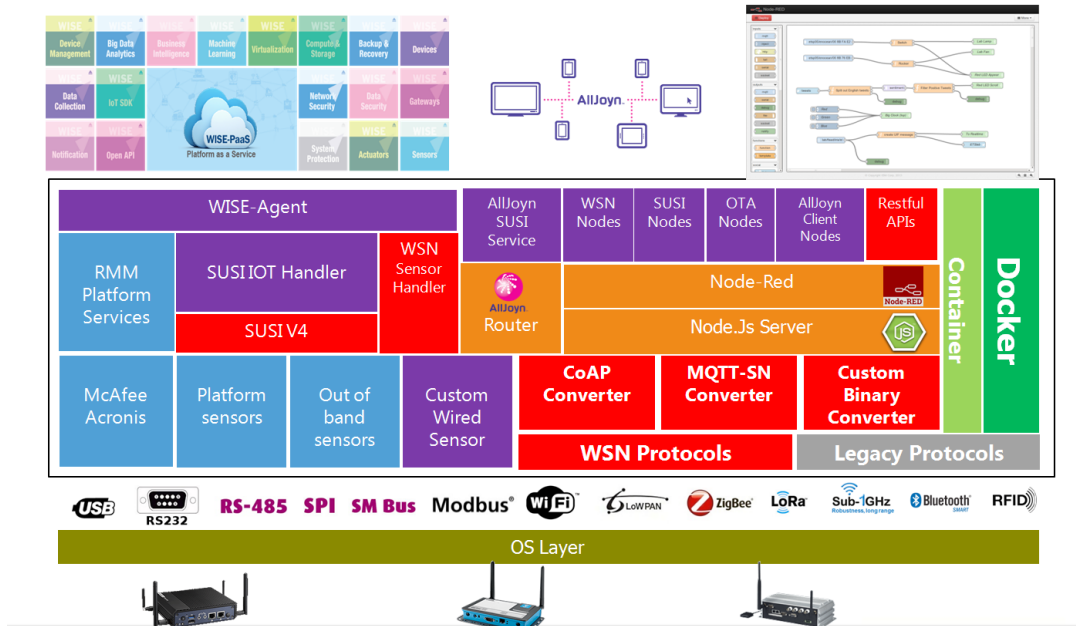 WISE WISE WISE WISE WISE WISE WISE WISE
Device Management
Big Data Analytics
Business Intelligence
Machine Learning
Virtualization
Compute & Storage
Backup & Recovery
Devices
WISE WISE WISE WISE WISE
Data Collection
IoT SDK
WISE-PaaS
Platform as a Service
Network Security
Data Security
Gateways
WISE WISE WISE WISE WISE
Notification
Open API
System Protection
Actuators
Sensors
AllJoyn
Node-RED
WISE-Agent
AllJoyn
SUSI
Service
WSN
Nodes
SUSI
Nodes
OTA
Nodes
AllJoyn
Client
Nodes
Restful
APIs
Container
Docker
RMM
Platform
Services
SUSI IOT Handler
SUSI V4
WSN
Sensor
Handler
AllJoyn
Router
Node-Red
Node-RED
Node.Js Server
JS
McAfee
Acronis
Platform
sensors
Out of
band
sensors
Custom
Wired
Sensor
CoAP
Converter
MQTT-SN
Converter
Custom
Binary
Converter
WSN Protocols
Legacy Protocols
USB
RS232
RS-485
SPI
SM Bus
Modbus®
WiFi™
6LoWPAN
ZigBee®
LoRa
Sub-1GHz
Robustness, long range
Bluetooth®
SMART
RFID
OS Layer